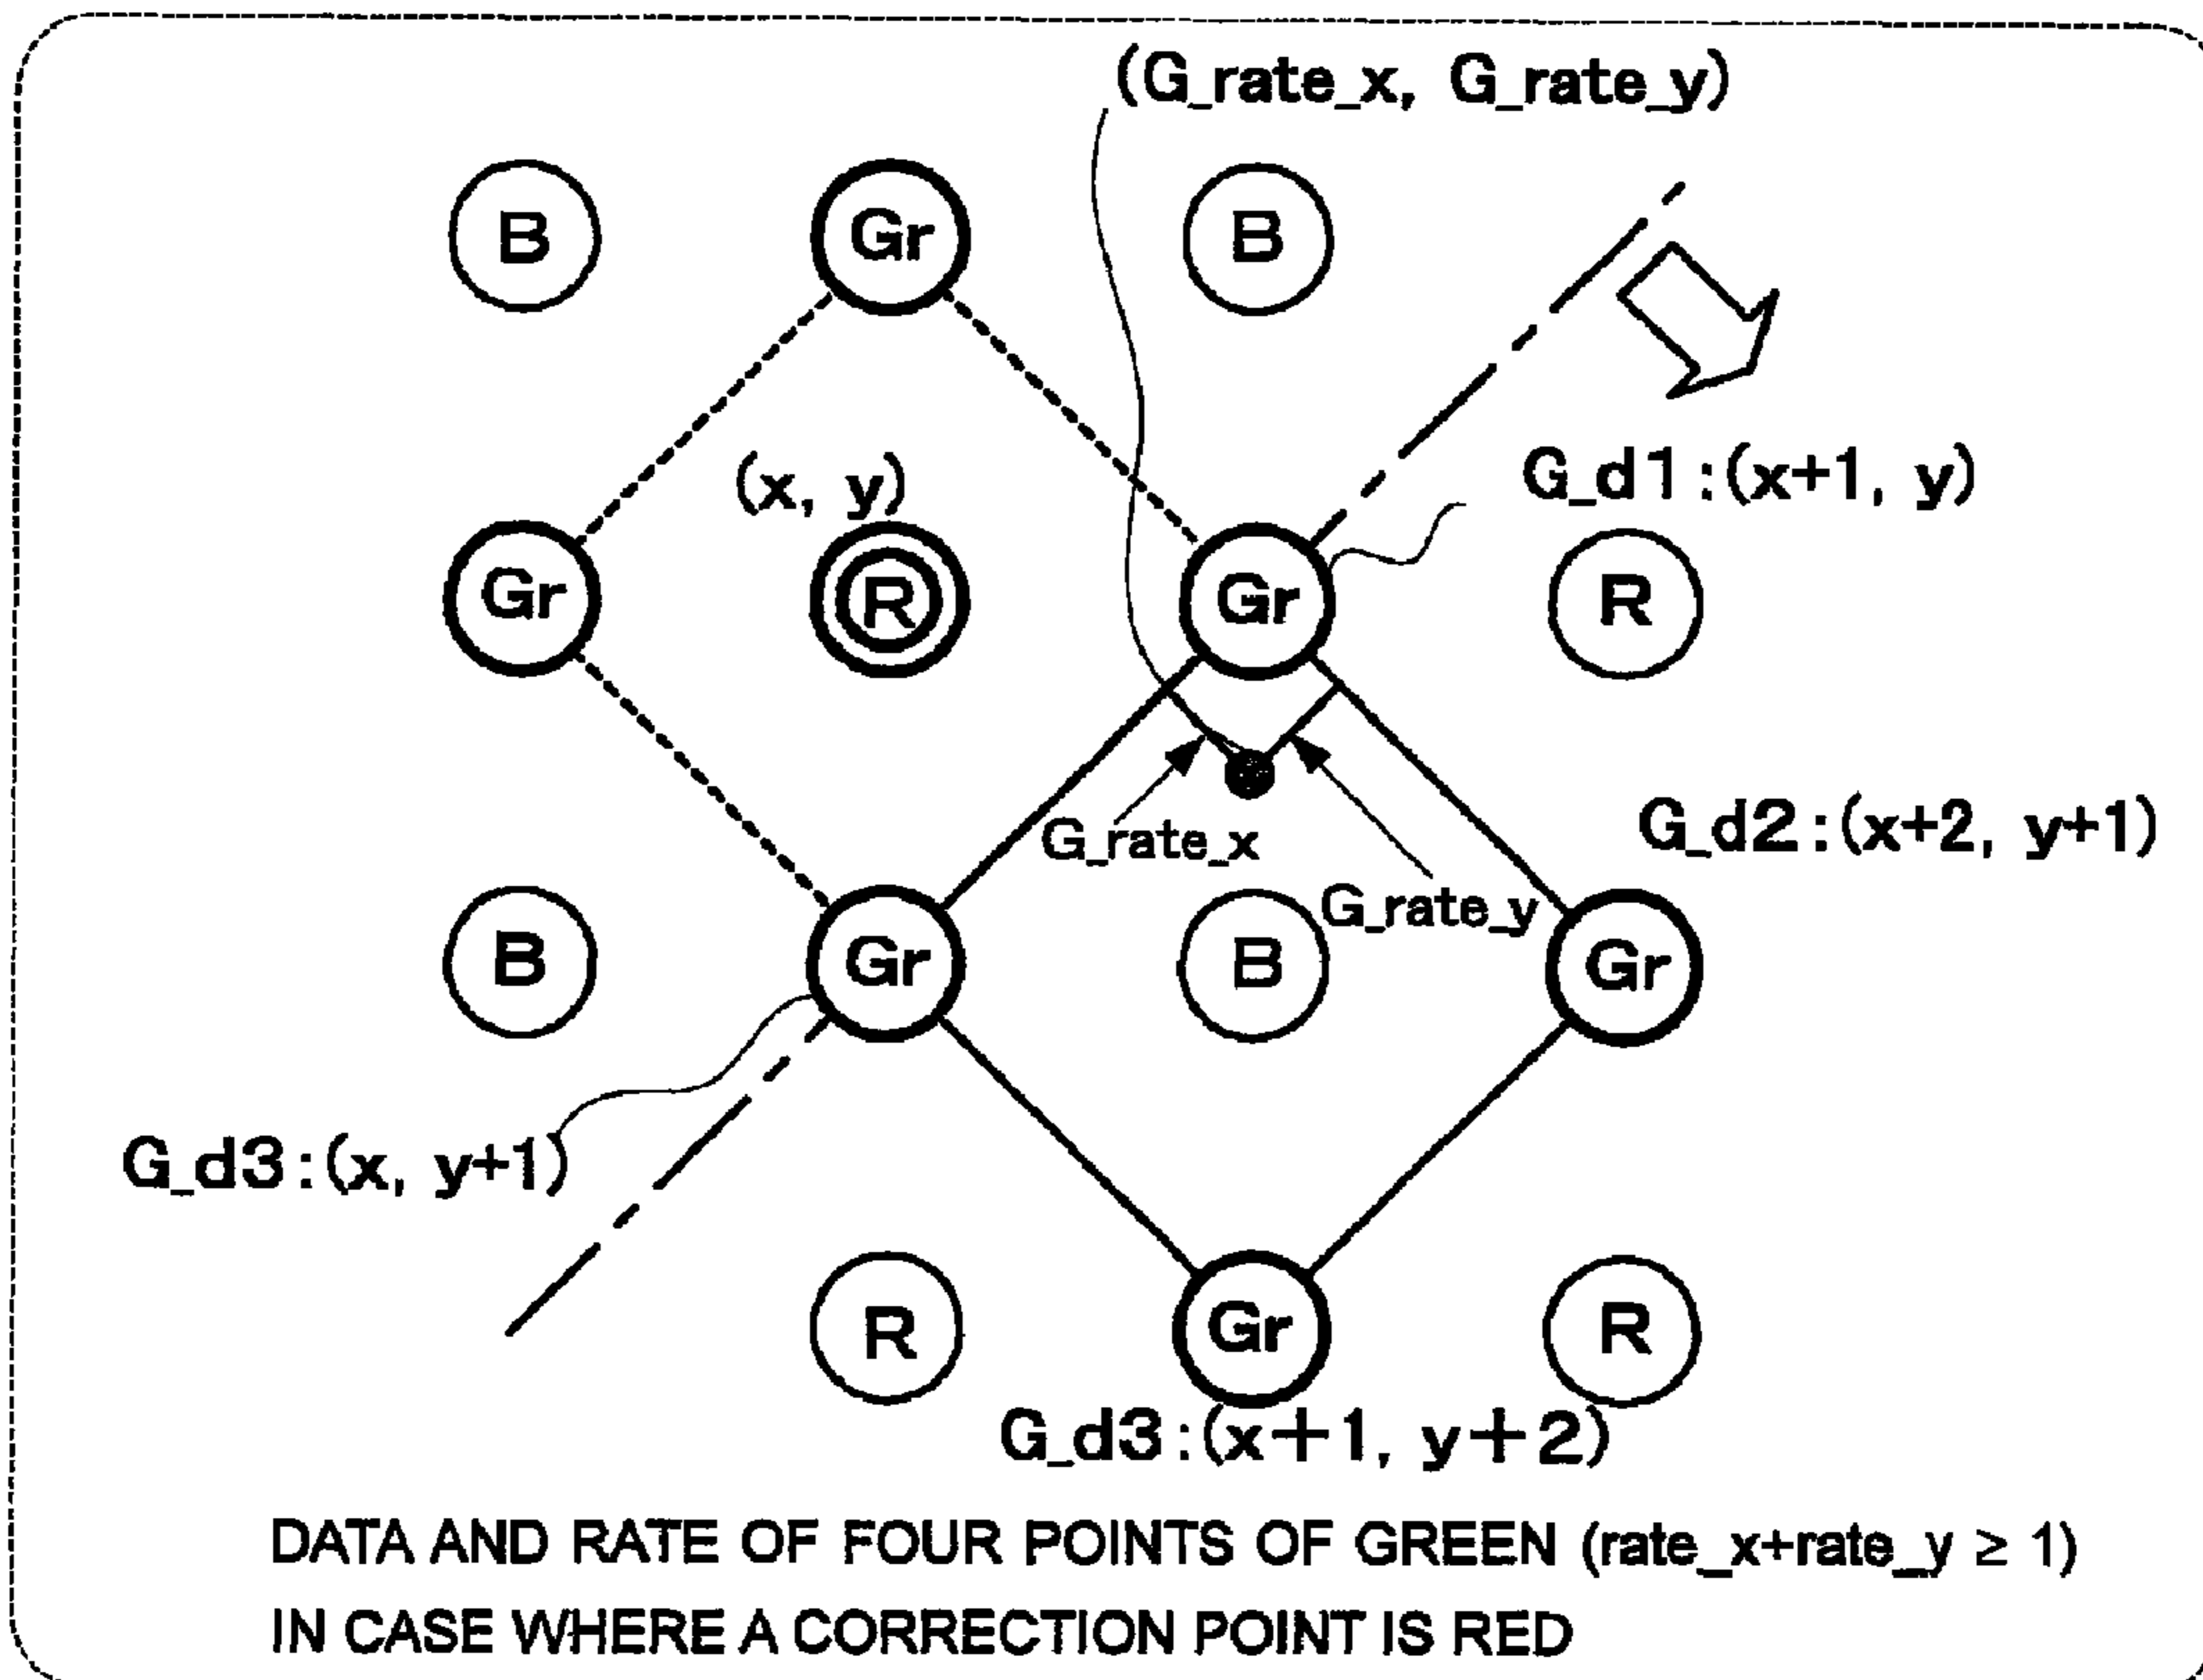 (G_rate_x, G_rate_y)
B Gr B
(x, y)
G_d1:(x+1, y)
Gr R Gr R
G_rate_x
G_d2:(x+2, y+1)
G_rate_y
B Gr B Gr
G_d3:(x, y+1)
R Gr R
G_d3:(x+1, y+2)
DATA AND RATE OF FOUR POINTS OF GREEN (rate_x+rate_y ≥ 1)
IN CASE WHERE A CORRECTION POINT IS RED